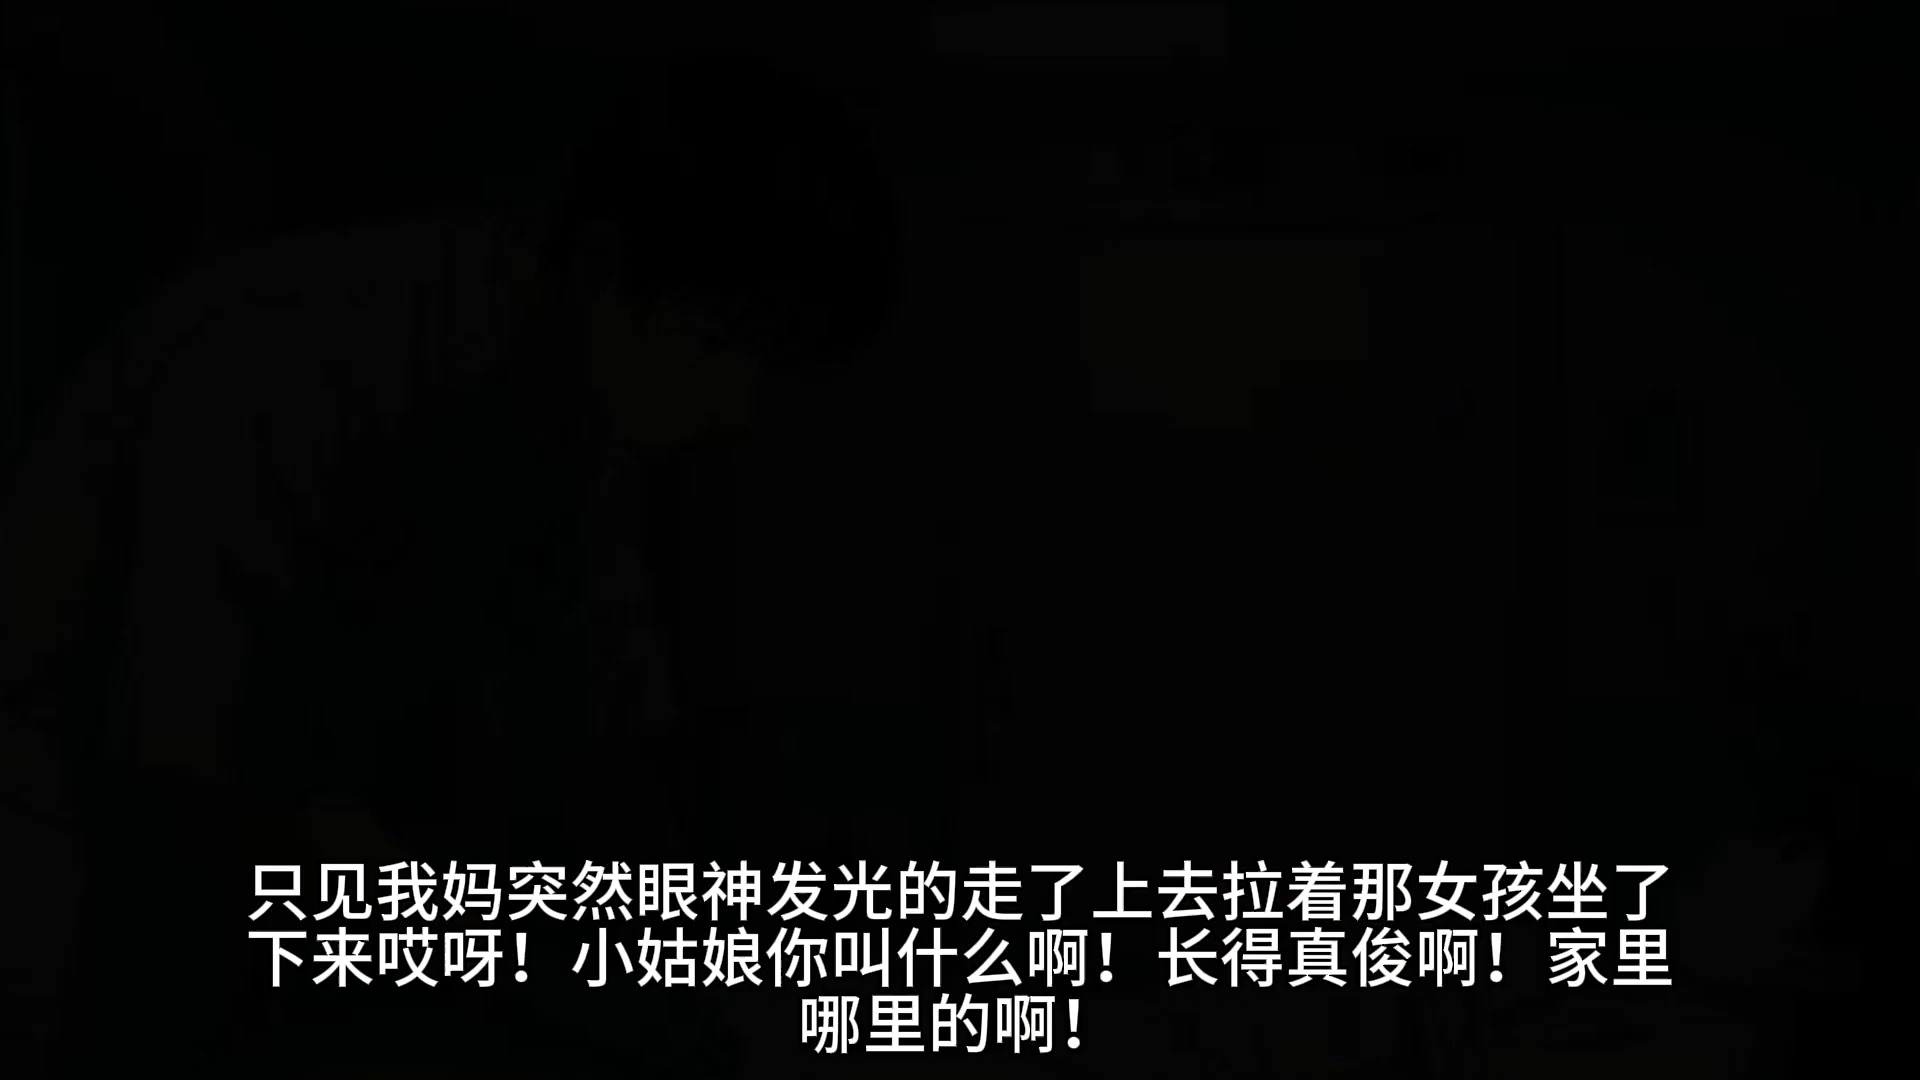 只见我妈突然眼神发光的走了上去拉着那女孩坐了
下来哎呀！小姑娘你叫什么啊！长得真俊啊！家里
哪里的啊！